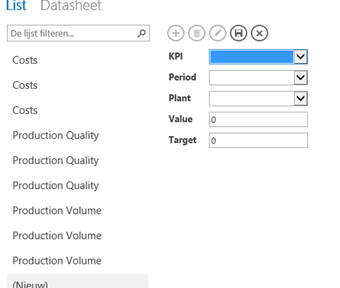 List Datasheet
De lijst filteren...
Costs
Costs
Costs
Production Quality
Production Quality
Production Quality
Production Volume
Production Volume
Production Volume
(Nieuw)
KPI
Period
Plant
Value 0
Target 0